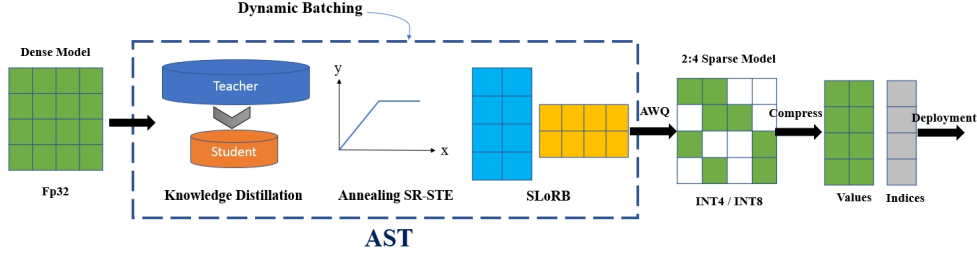 Dynamic Batching
Dense Model
Fp32
Teacher
Student
Knowledge Distillation
y
x
Annealing SR-STE
SLoRB
AST
AWQ
2:4 Sparse Model
INT4 / INT8
Compress
Values
Indices
Deployment